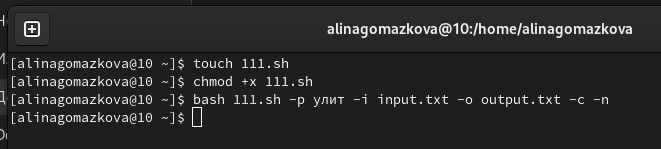 alinagomazkova@10:/home/alinagomazkova
[alinagomazkova@10 ~]$ touch 111.sh
[alinagomazkova@10 ~]$ chmod +x 111.sh
[alinagomazkova@10 ~]$ bash 111.sh -p улит -i input.txt -o output.txt -c -n
[alinagomazkova@10 ~]$